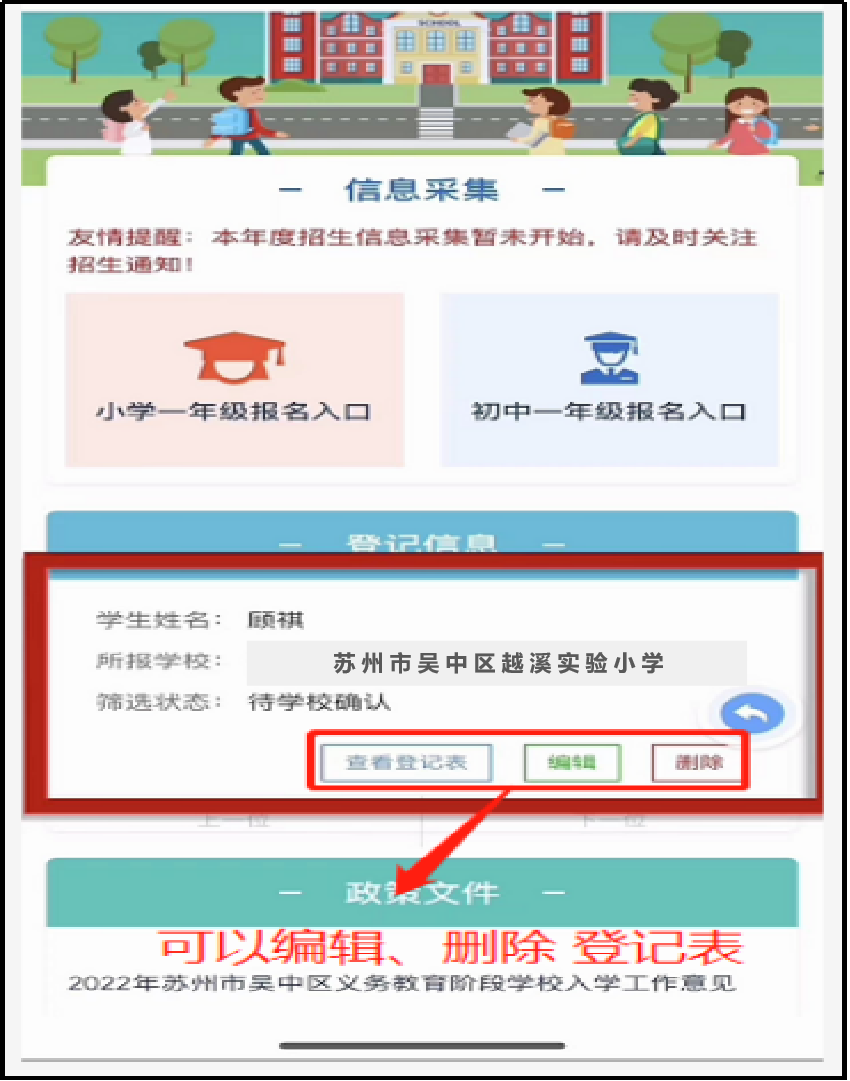 SCHOOL
信息采集
友情提醒：本年度招生信息采集暂未开始，请及时关注
招生通知！
小学一年级报名入口
初中一年级报名入口
登记信息
学生姓名：顾祺
所报学校：苏州市吴中区越溪实验小学
筛选状态：待学校确认
查看登记表 编辑 删除
上一位 下一位
政策文件
可以编辑、删除 登记表
2022年苏州市吴中区义务教育阶段学校入学工作意见